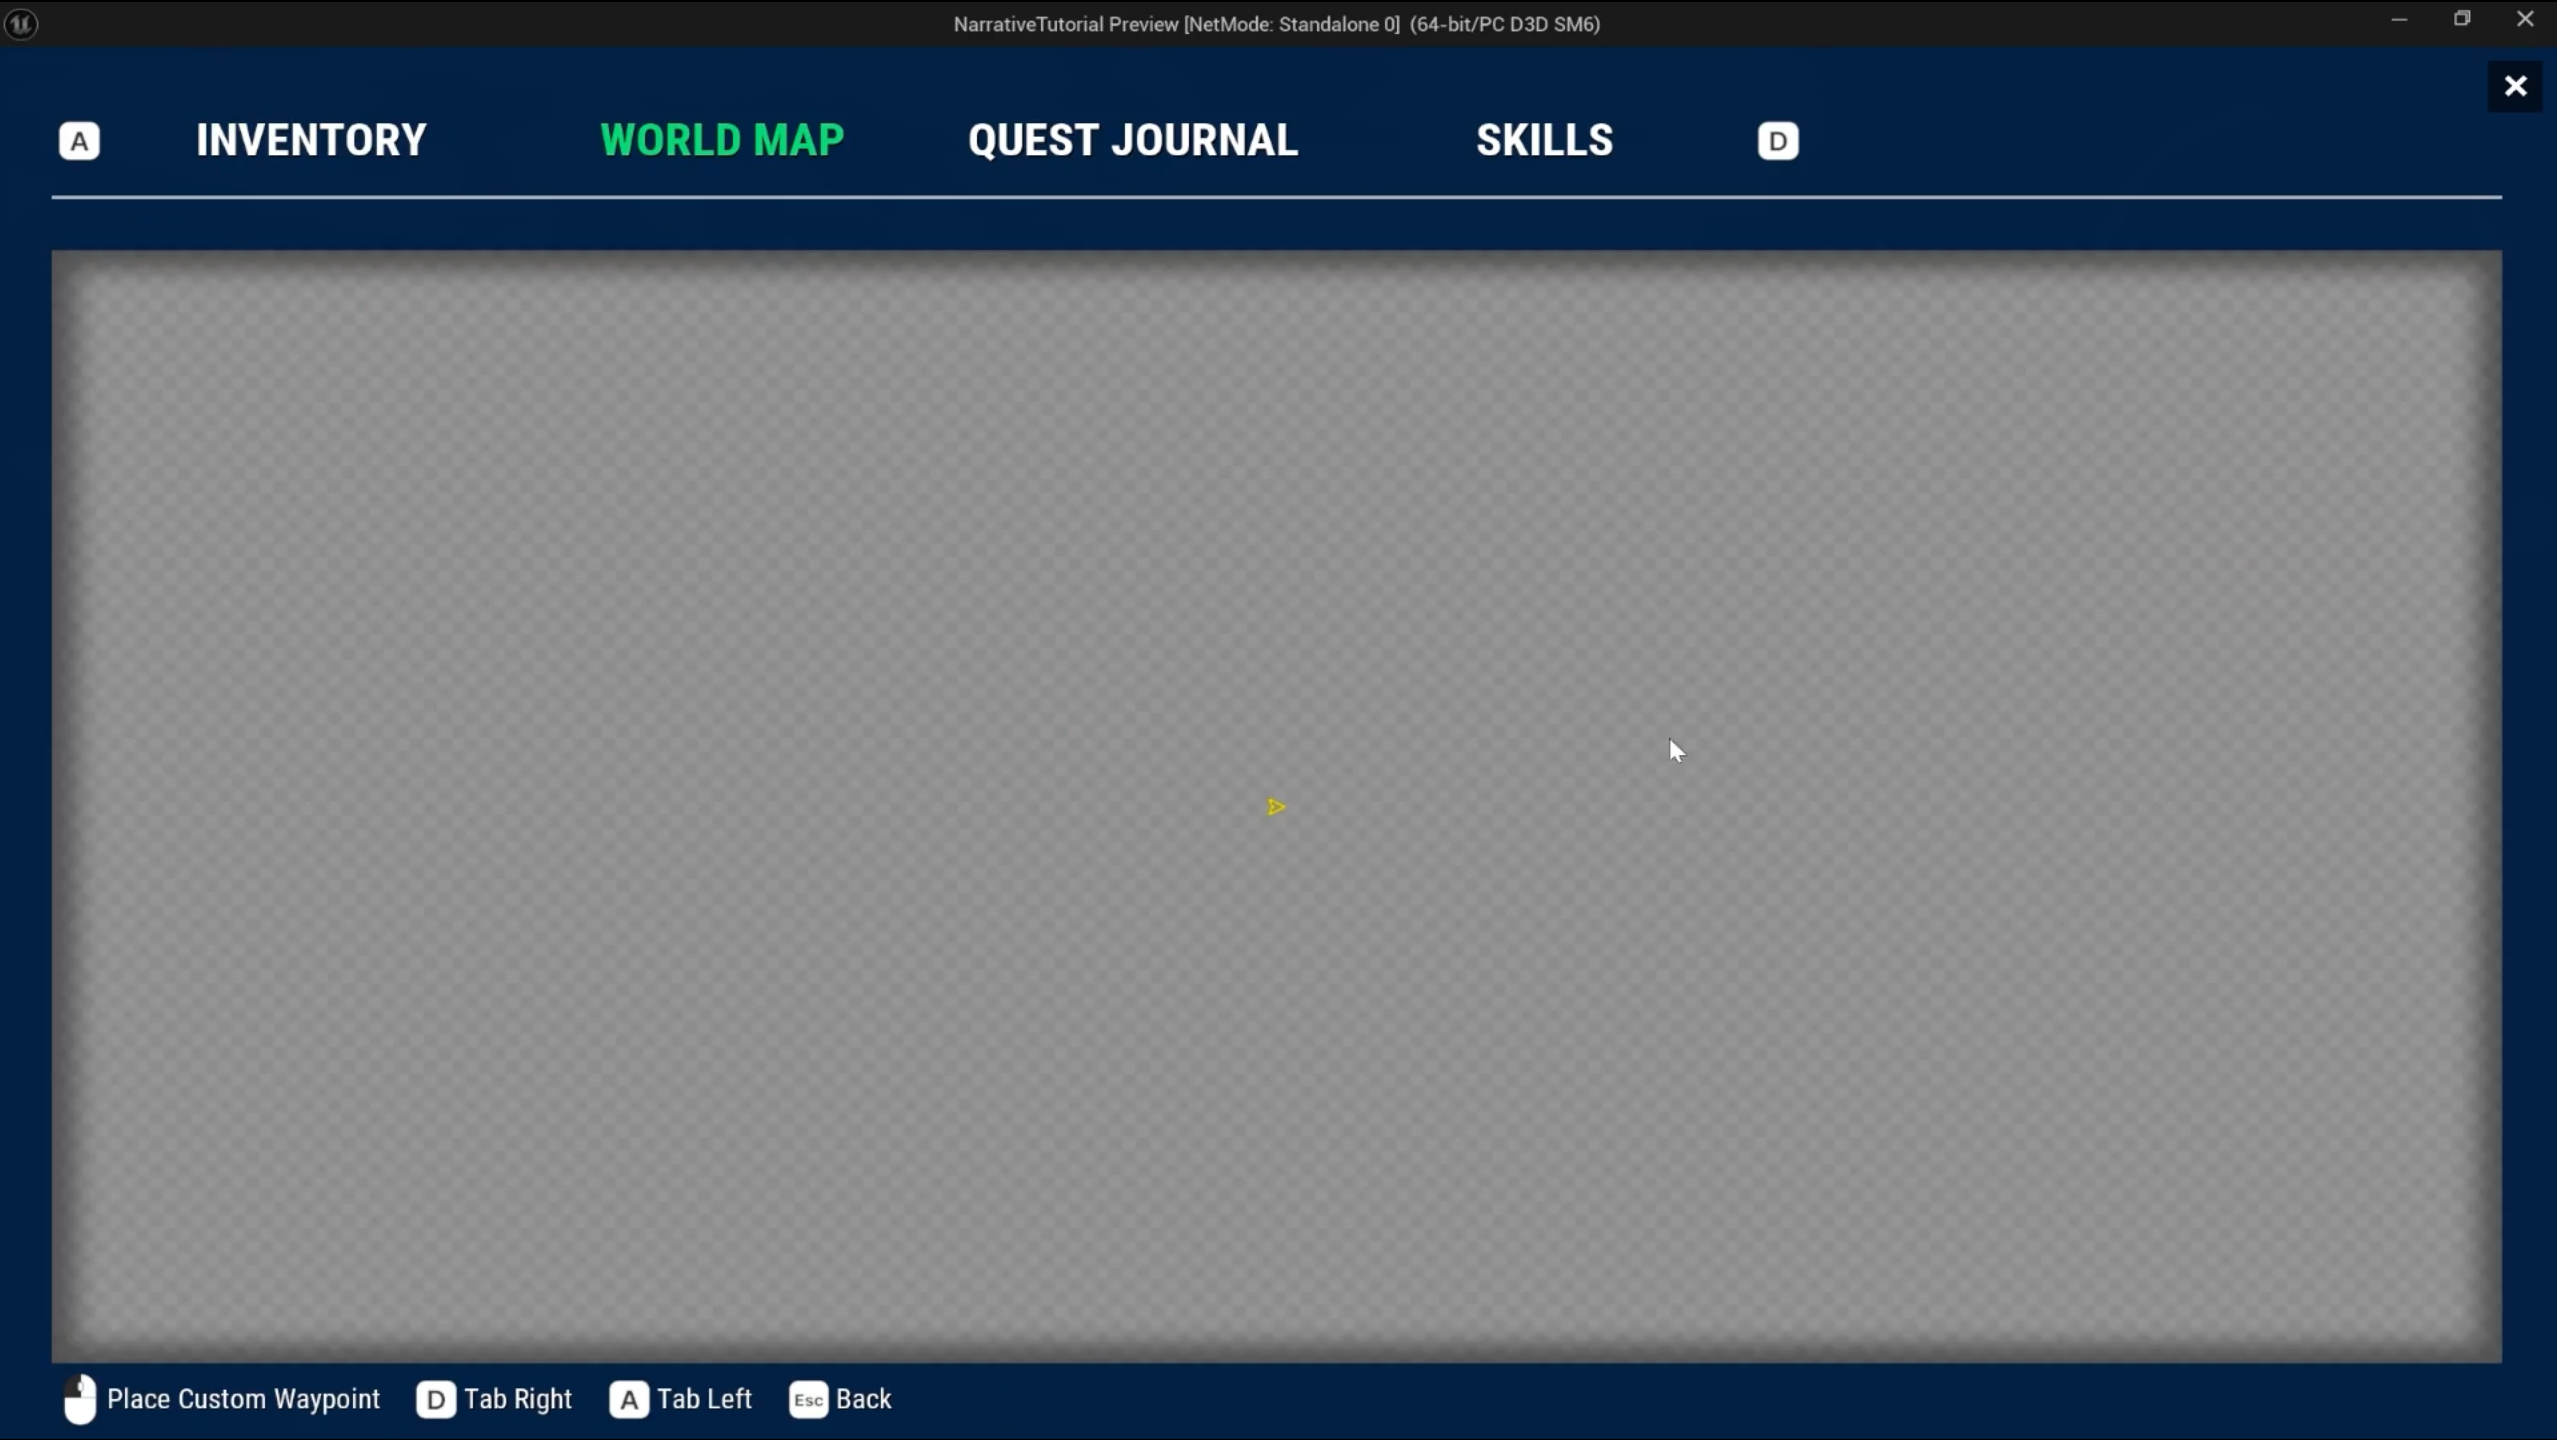 NarrativeTutorial Preview [NetMode: Standalone 0] (64-bit/PC D3D SM6)
A INVENTORY WORLD MAP QUEST JOURNAL SKILLS D
Place Custom Waypoint D Tab Right A Tab Left Esc Back